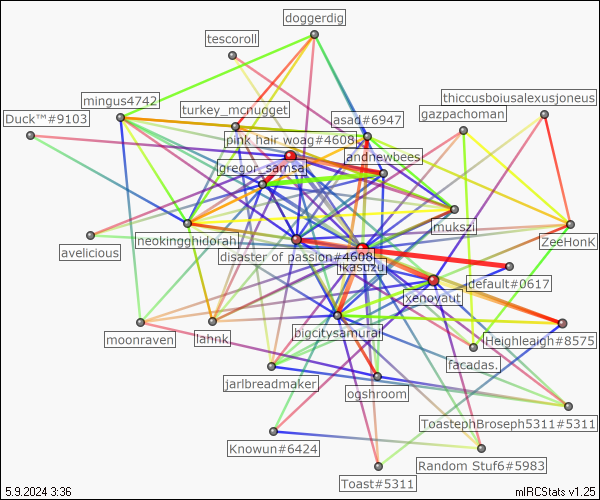 doggerdig
tescoroll
thiccusboiusalexusjoneus
mingus4742
turkey_mcnugget
gazpachoman
Duck™#9103
asad#6947
pink hair woag#4608
andnewbees
gregor_samsa
mukszi
neokingghidorah
ZeeHonK
avelicious
disaster of passion#4608
ikasuzu
default#0617
xenoyaut
bigcitysamurai
moonraven
lahnk
Heighleaigh#8575
facadas.
jarlbreadmaker
ogshroom
ToastephBroseph5311#5311
Knowun#6424
Random Stuf6#5983
Toast#5311
5.9.2024 3:36
mIRCStats v1.25